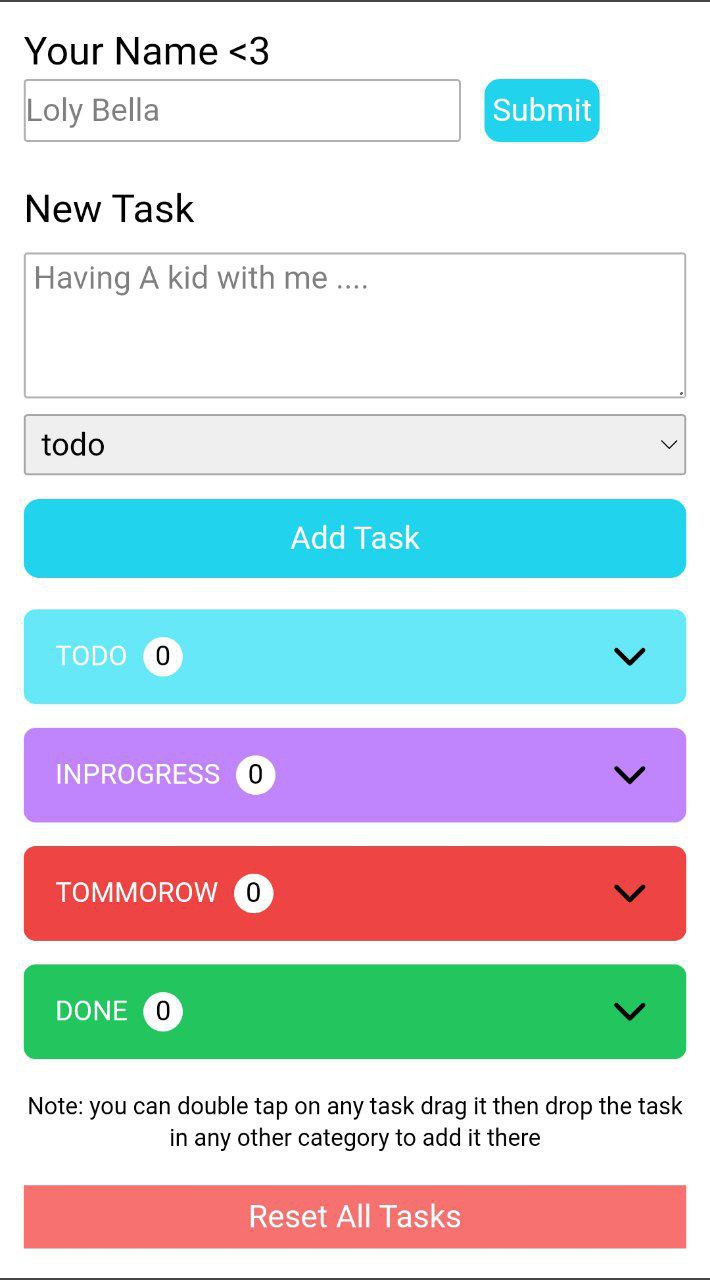 Your Name <3
Loly Bella
Submit
New Task
Having A kid with me ....
todo
Add Task
TODO 0
INPROGRESS 0
TOMMOROW 0
DONE 0
Note: you can double tap on any task drag it then drop the task
in any other category to add it there
Reset All Tasks